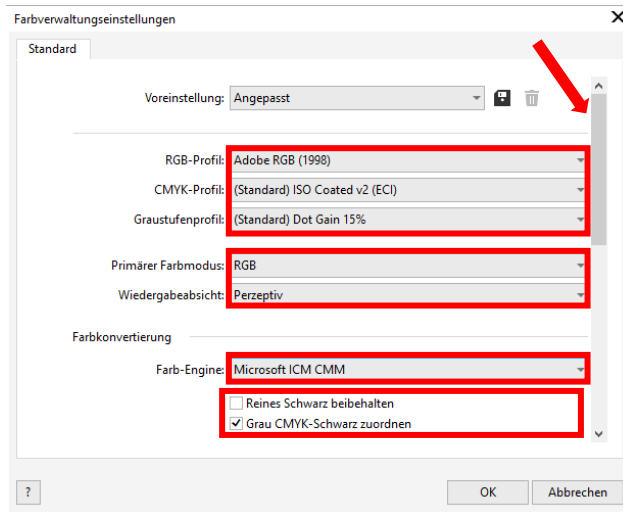 Farbverwaltungseinstellungen
Standard
Voreinstellung: Angepasst
RGB-Profil: Adobe RGB (1998)
CMYK-Profil: (Standard) ISO Coated v2 (ECI)
Graustufenprofil: (Standard) Dot Gain 15%
Primärer Farbmodus: RGB
Wiedergabeabsicht: Perzeptiv
Farbkonvertierung
Farb-Engine: Microsoft ICM CMM
Reines Schwarz beibehalten
Grau CMYK-Schwarz zuordnen
? OK Abbrechen